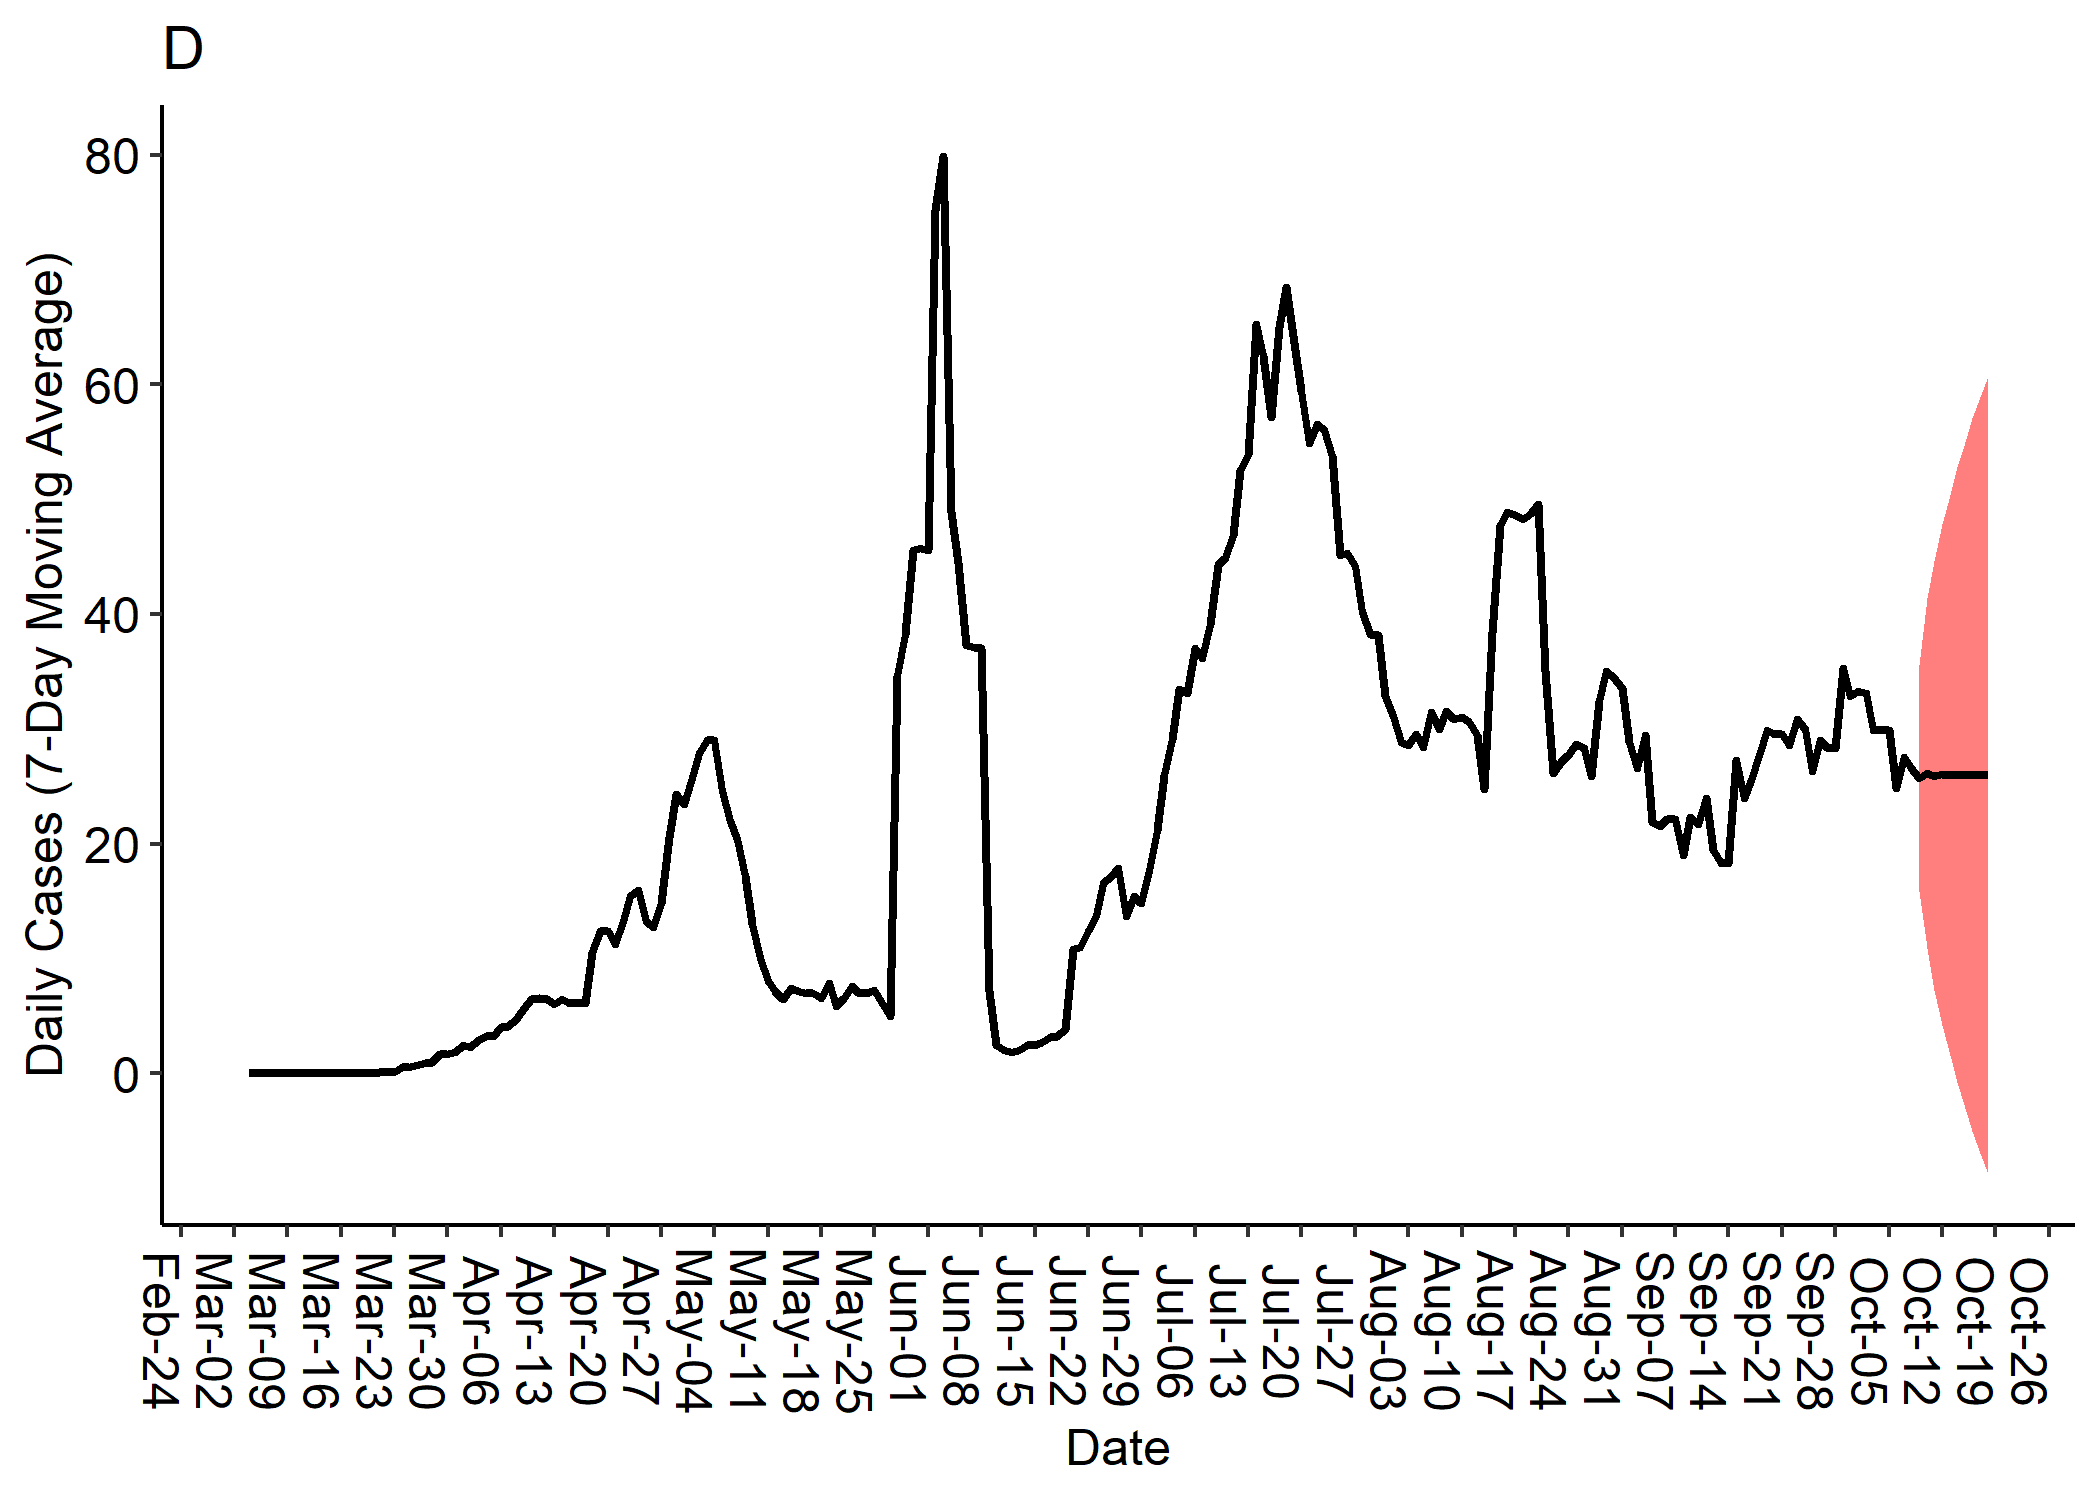 D
Daily Cases (7-Day Moving Average)
80
60
40
20
0
Feb-24
Mar-02
Mar-09
Mar-16
Mar-23
Mar-30
Apr-06
Apr-13
Apr-20
Apr-27
May-04
May-11
May-18
May-25
Jun-01
Jun-08
Jun-15
Jun-22
Jun-29
Jul-06
Jul-13
Jul-20
Jul-27
Aug-03
Aug-10
Aug-17
Aug-24
Aug-31
Sep-07
Sep-14
Sep-21
Sep-28
Oct-05
Oct-12
Oct-19
Oct-26
Date